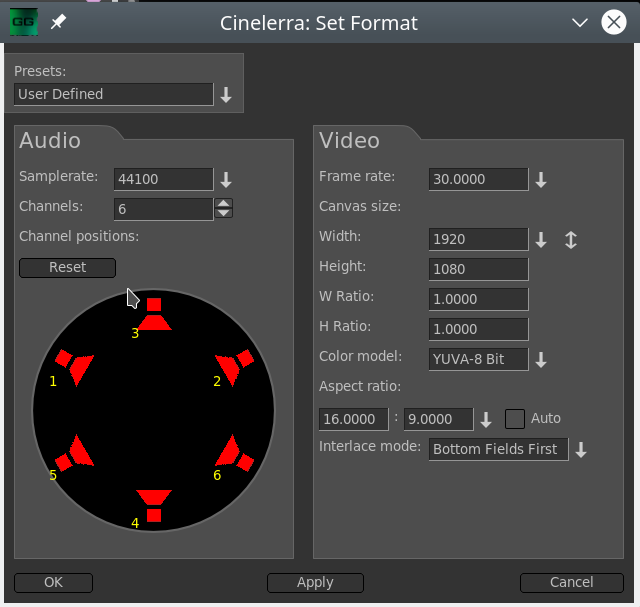 GG
Cinelerra: Set Format
Presets:
User Defined
Audio
Samplerate: 44100
Channels: 6
Channel positions:
Reset
3
1 2
5 6
4
Video
Frame rate: 30.0000
Canvas size:
Width: 1920
Height: 1080
W Ratio: 1.0000
H Ratio: 1.0000
Color model: YUVA-8 Bit
Aspect ratio:
16.0000 : 9.0000 Auto
Interlace mode: Bottom Fields First
OK Apply Cancel